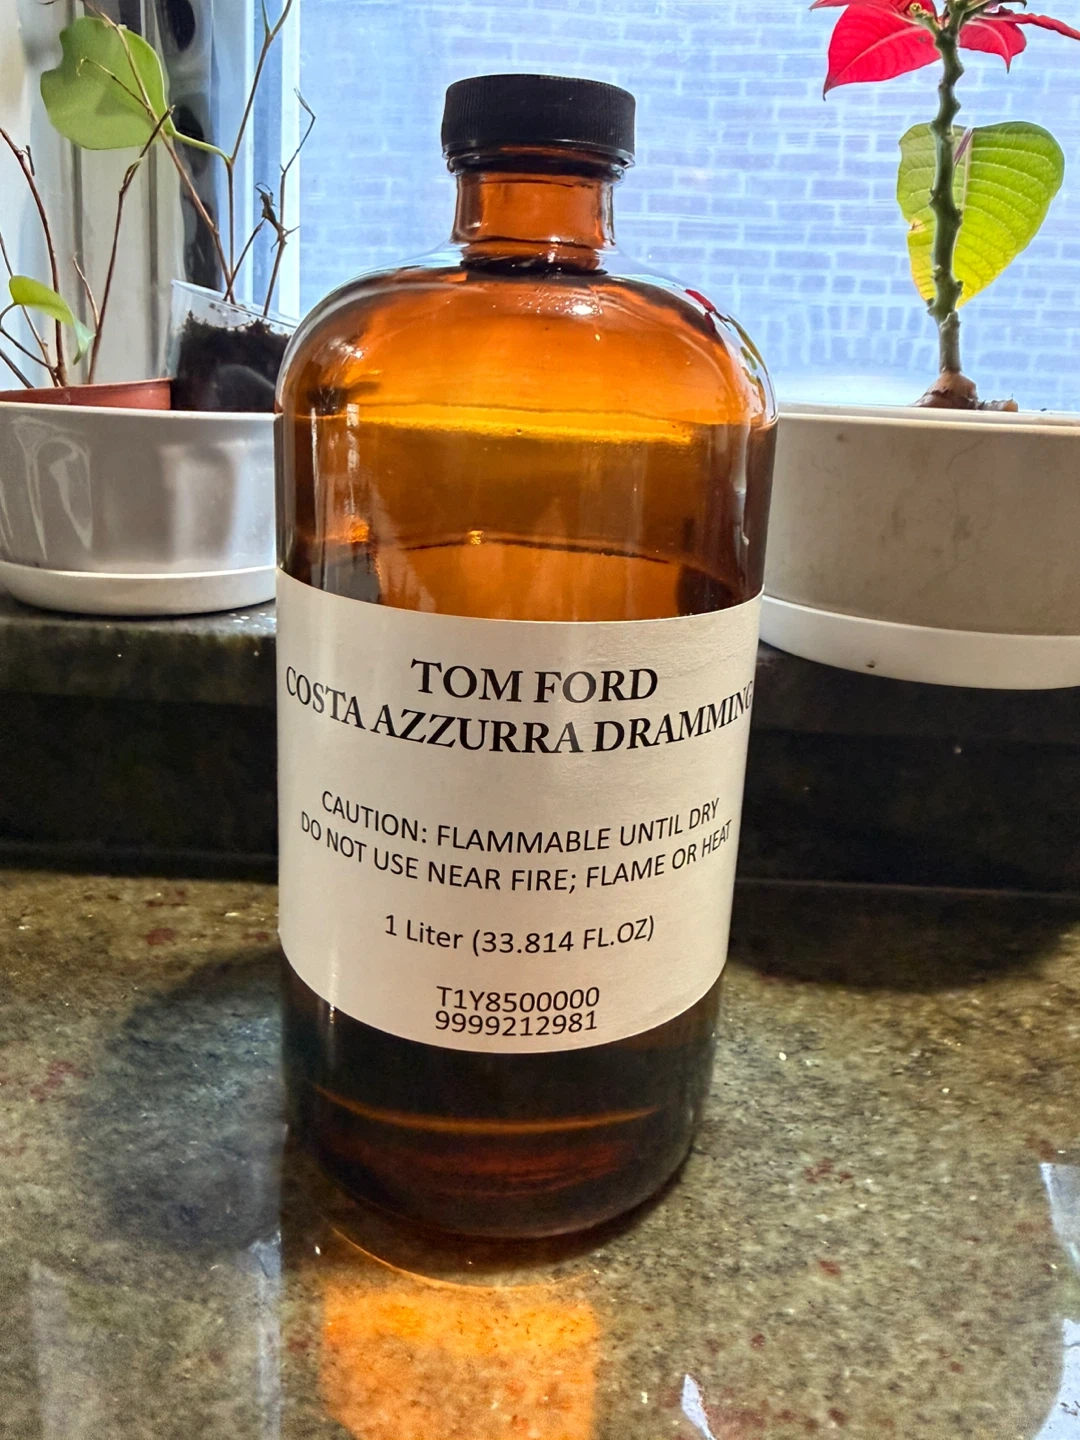 TOM FORD
COSTA AZZURRA DRAMMING
CAUTION: FLAMMABLE UNTIL DRY
DO NOT USE NEAR FIRE; FLAME OR HEAT
1 Liter (33.814 FL.OZ)
T1Y8500000
9999212981